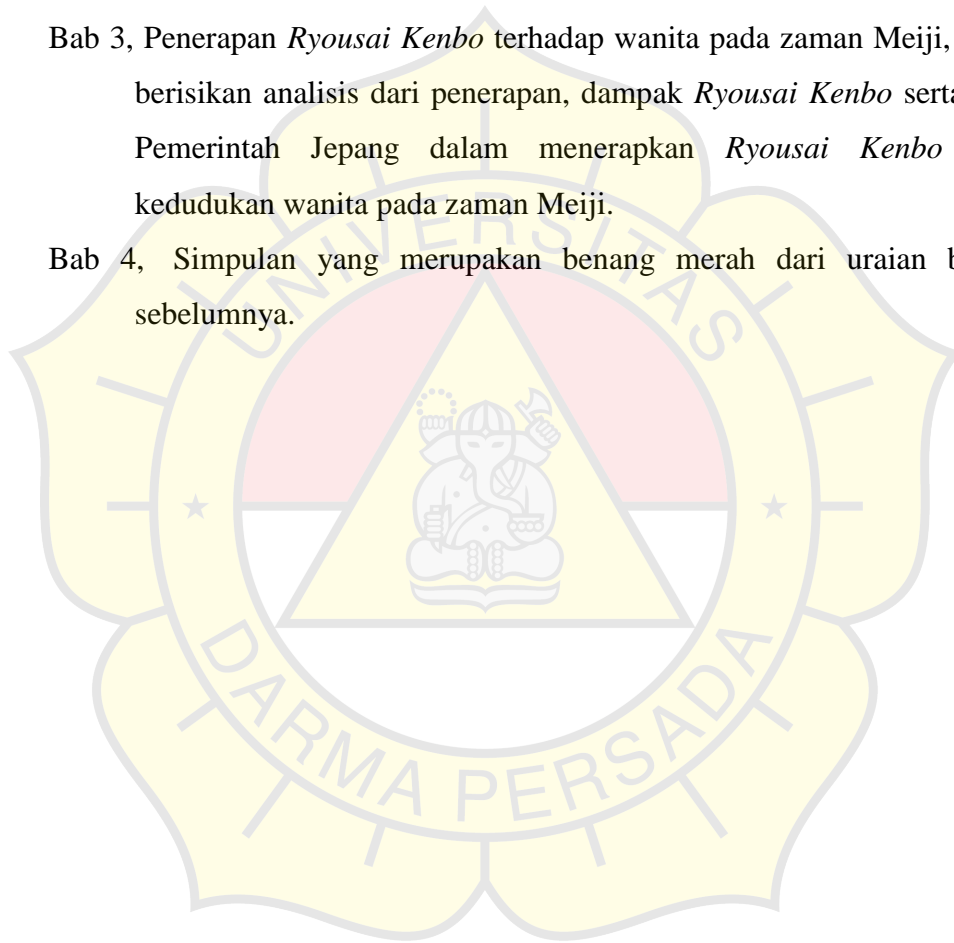 Bab 3, Penerapan Ryousai Kenbo terhadap wanita pada zaman Meiji,
berisikan analisis dari penerapan, dampak Ryousai Kenbo serta
Pemerintah Jepang dalam menerapkan Ryousai Kenbo
kedudukan wanita pada zaman Meiji.
Bab 4, Simpulan yang merupakan benang merah dari uraian
sebelumnya.
UNIVERSITAS
DARMA PERSADA